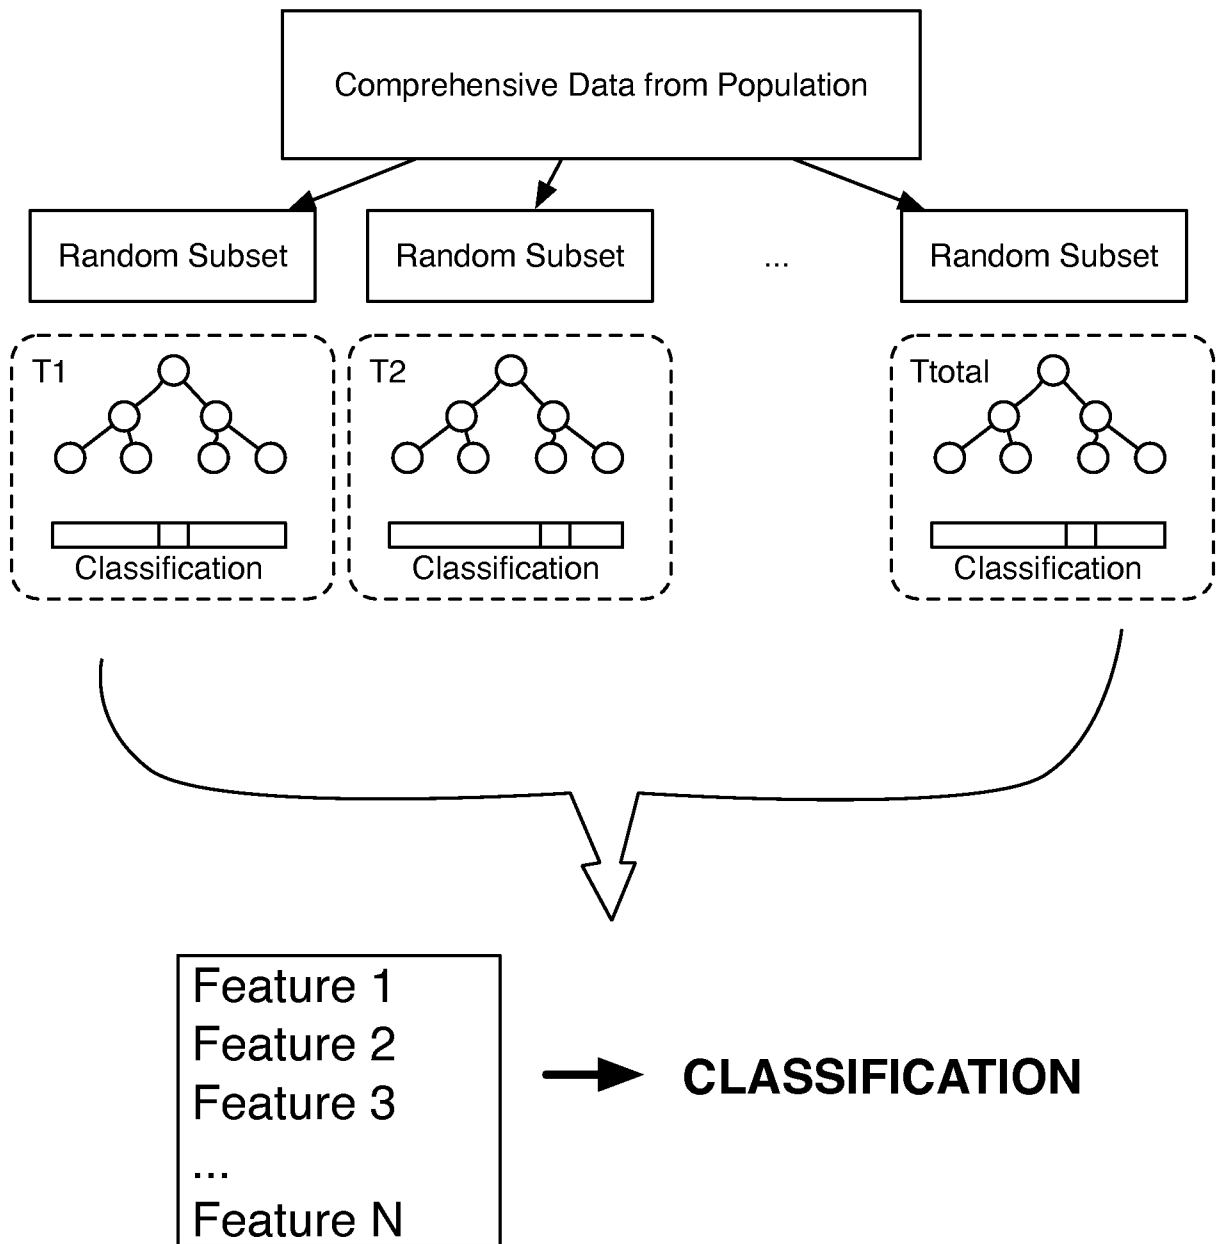 Comprehensive Data from Population
Random Subset
Random Subset
...
Random Subset
T1
T2
Ttotal
Classification
Classification
Classification
Feature 1
Feature 2
Feature 3
...
Feature N
CLASSIFICATION